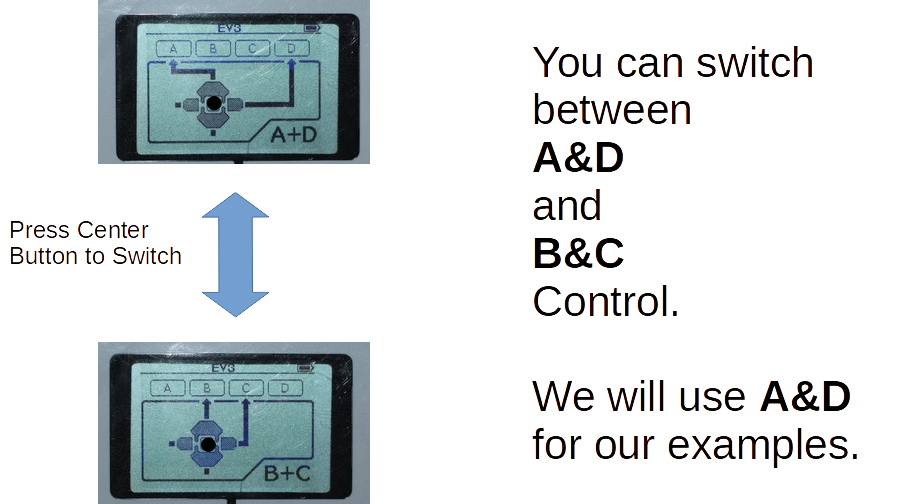 EV3
A B C D
A+D
Press Center
Button to Switch
EV3
A B C D
B+C
You can switch
between
A&D
and
B&C
Control.
We will use A&D
for our examples.